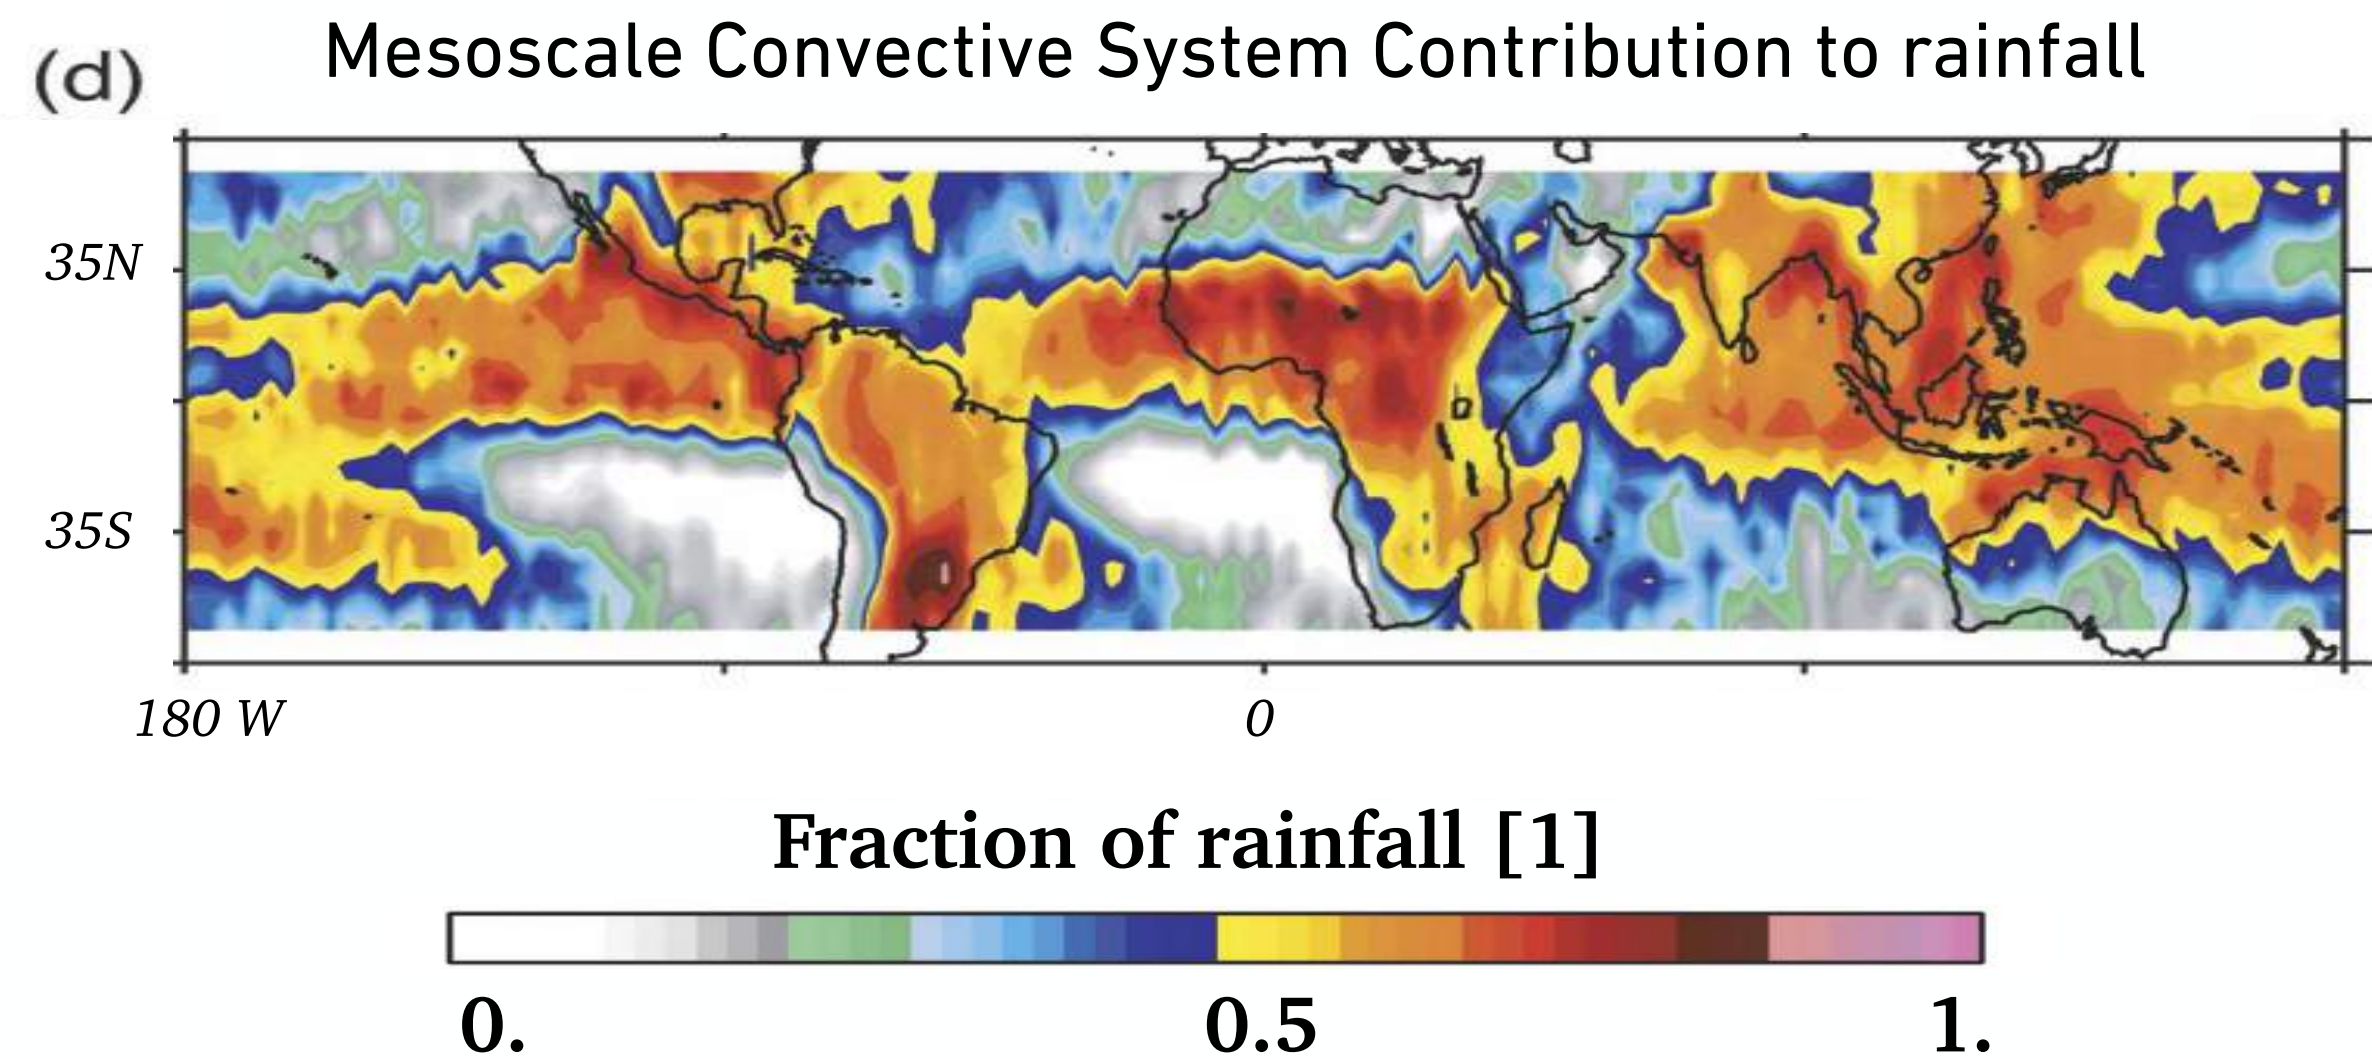 (d)
Mesoscale Convective System Contribution to rainfall
35N
35S
180 W
0
Fraction of rainfall [1]
0.
0.5
1.